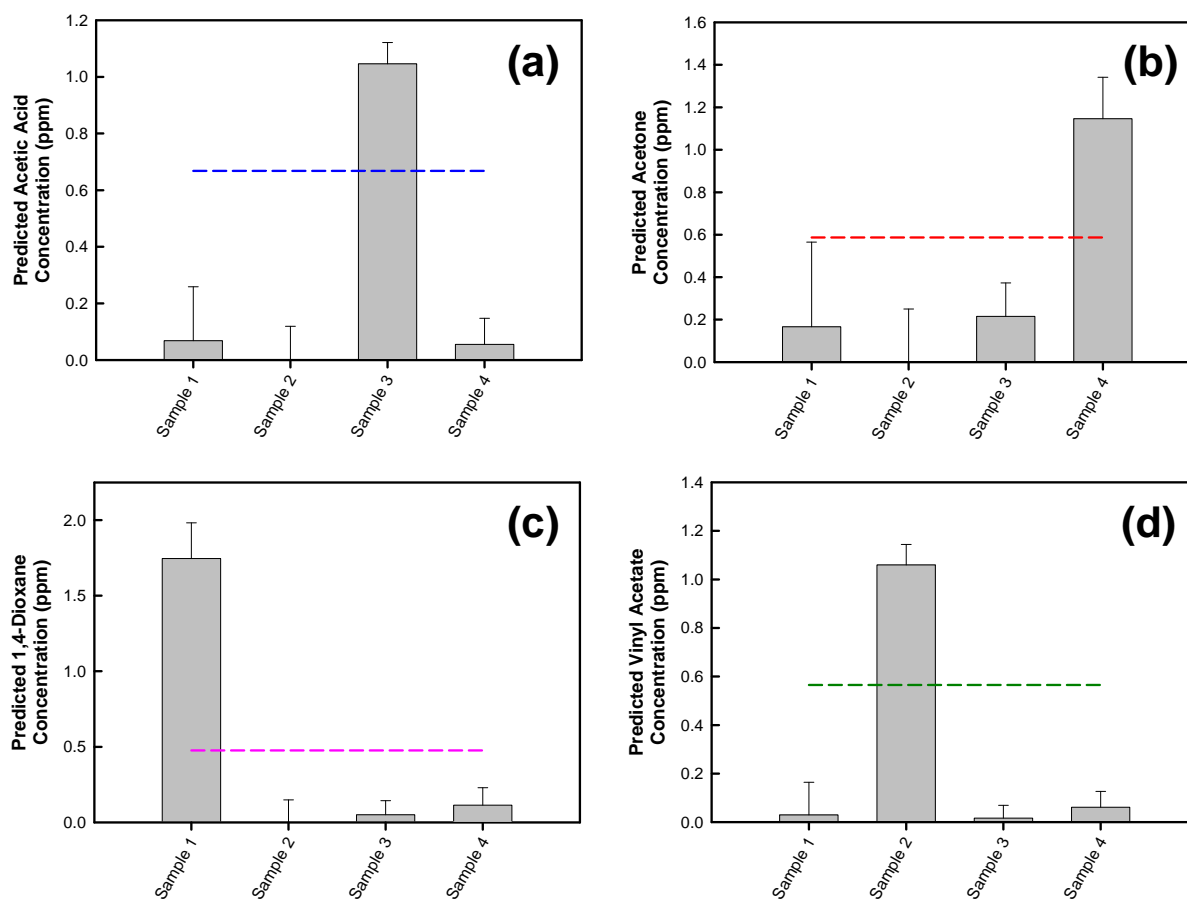 (a)
Predicted Acetic Acid
Concentration (ppm)
1.2
1.0
0.8
0.6
0.4
0.2
0.0
Sample 1
Sample 2
Sample 3
Sample 4
(b)
Predicted Acetone
Concentration (ppm)
1.6
1.4
1.2
1.0
0.8
0.6
0.4
0.2
0.0
Sample 1
Sample 2
Sample 3
Sample 4
(c)
Predicted 1,4-Dioxane
Concentration (ppm)
2.0
1.5
1.0
0.5
0.0
Sample 1
Sample 2
Sample 3
Sample 4
(d)
Predicted Vinyl Acetate
Concentration (ppm)
1.4
1.2
1.0
0.8
0.6
0.4
0.2
0.0
Sample 1
Sample 2
Sample 3
Sample 4